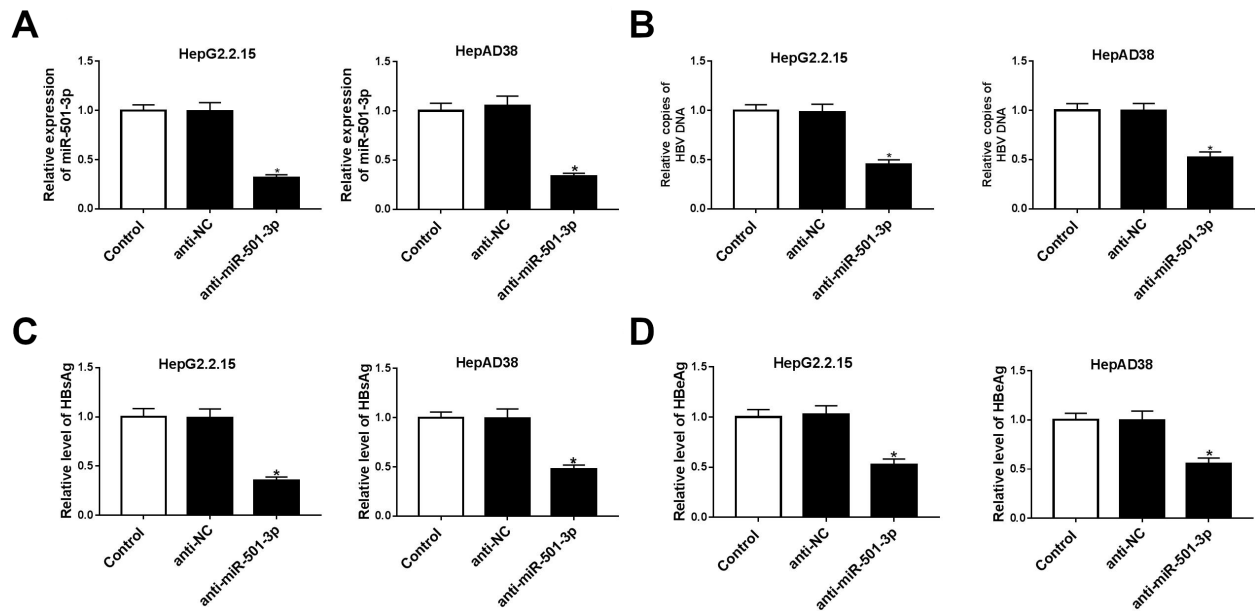 A
HepG2.2.15
Relative expression
of miR-501-3p
1.5
1.0
0.5
0.0
*
Control
anti-NC
anti-miR-501-3p
HepAD38
Relative expression
of miR-501-3p
1.5
1.0
0.5
0.0
*
Control
anti-NC
anti-miR-501-3p
B
HepG2.2.15
Relative copies of
HBV DNA
1.5
1.0
0.5
0.0
*
Control
anti-NC
anti-miR-501-3p
HepAD38
Relative copies of
HBV DNA
1.5
1.0
0.5
0.0
*
Control
anti-NC
anti-miR-501-3p
C
HepG2.2.15
Relative level of HBsAg
1.5
1.0
0.5
0.0
*
Control
anti-NC
anti-miR-501-3p
HepAD38
Relative level of HBsAg
1.5
1.0
0.5
0.0
*
Control
anti-NC
anti-miR-501-3p
D
HepG2.2.15
Relative level of HBeAg
1.5
1.0
0.5
0.0
*
Control
anti-NC
anti-miR-501-3p
HepAD38
Relative level of HBeAg
1.5
1.0
0.5
0.0
*
Control
anti-NC
anti-miR-501-3p